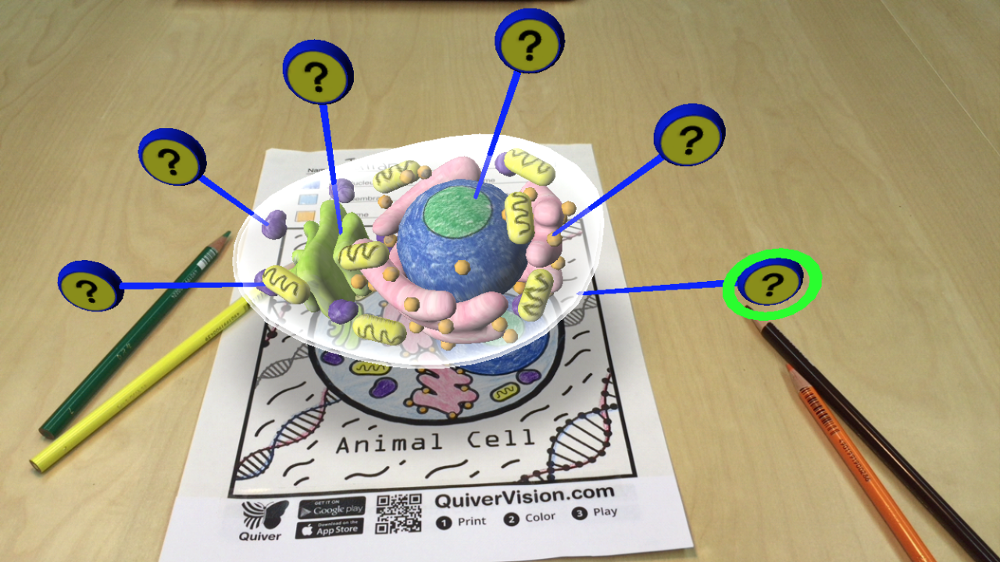 ?
?
?
?
?
?
Animal Cell
QuiverVision.com
GET IT ON
Google play
Download on the
App Store
1 Print 2 Color 3 Play
Quiver